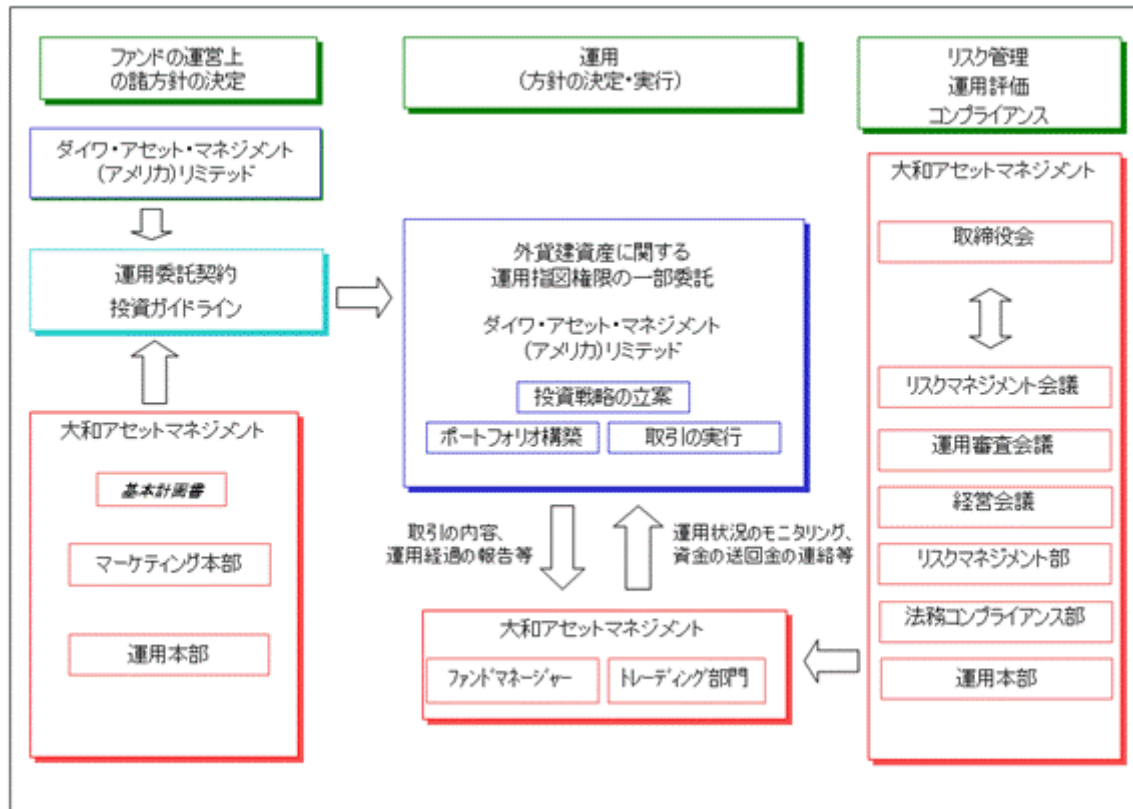 ファンドの運営上
の諸方針の決定
運用
(方針の決定・実行)
リスク管理
運用評価
コンプライアンス
ダイワ・アセット・マネジメント
(アメリカ)リミテッド
運用委託契約
投資ガイドライン
大和アセットマネジメント
基本計画書
マーケティング本部
運用本部
外貨建資産に関する
運用指図権限の一部委託
ダイワ・アセット・マネジメント
(アメリカ)リミテッド
投資戦略の立案
ポートフォリオ構築
取引の実行
取引の内容、
運用経過の報告等
運用状況のモニタリング、
資金の送回金の連絡等
大和アセットマネジメント
ファンドマネージャー
トレーディング部門
大和アセットマネジメント
取締役会
リスクマネジメント会議
運用審査会議
経営会議
リスクマネジメント部
法務コンプライアンス部
運用本部